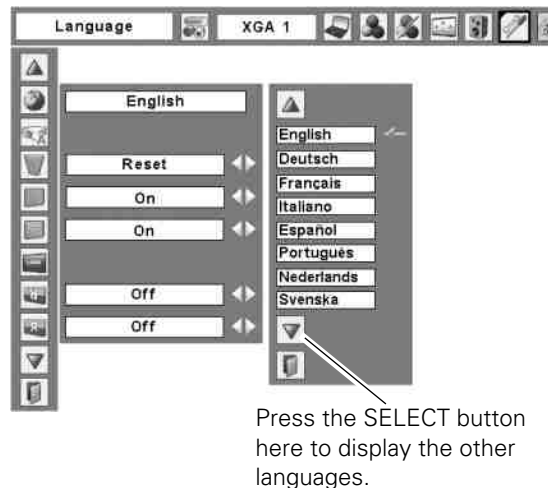 Language
XGA 1
English
Reset
On
On
Off
Off
English
Deutsch
Français
Italiano
Español
Português
Nederlands
Svenska
Press the SELECT button
here to display the other
languages.